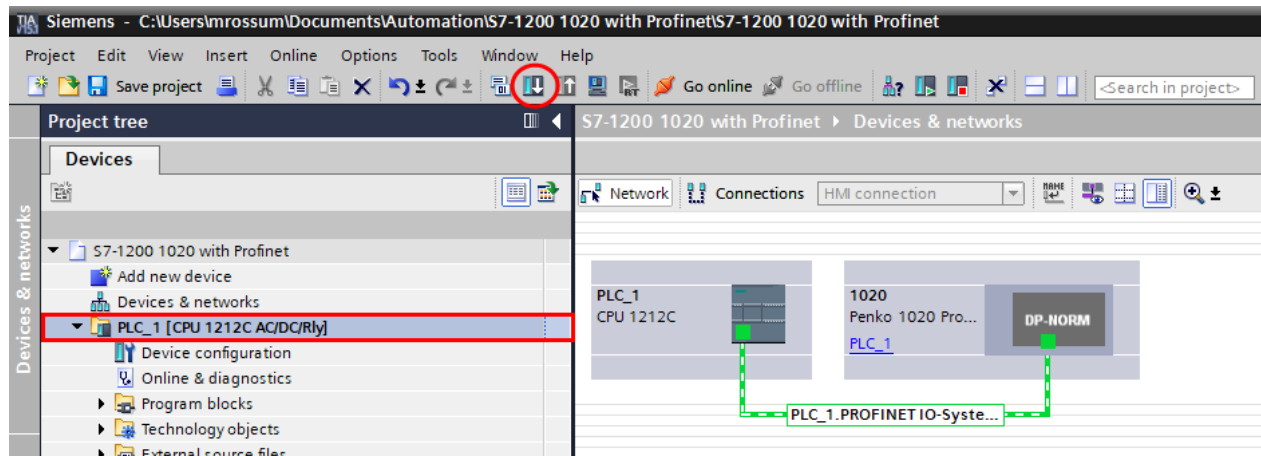 TIA V15.1 Siemens - C:\Users\mrossum\Documents\Automation\S7-1200 1020 with Profinet\S7-1200 1020 with Profinet
Project Edit View Insert Online Options Tools Window Help
Save project Go online Go offline <Search in project>
Project tree
S7-1200 1020 with Profinet Devices & networks
Devices
Network Connections HMI connection
Devices & networks
S7-1200 1020 with Profinet
Add new device
Devices & networks
PLC_1 [CPU 1212C AC/DC/Rly]
Device configuration
Online & diagnostics
Program blocks
Technology objects
External source files
PLC_1
CPU 1212C
1020
Penko 1020 Pro...
PLC_1
DP-NORM
PLC_1.PROFINET IO-Syste...